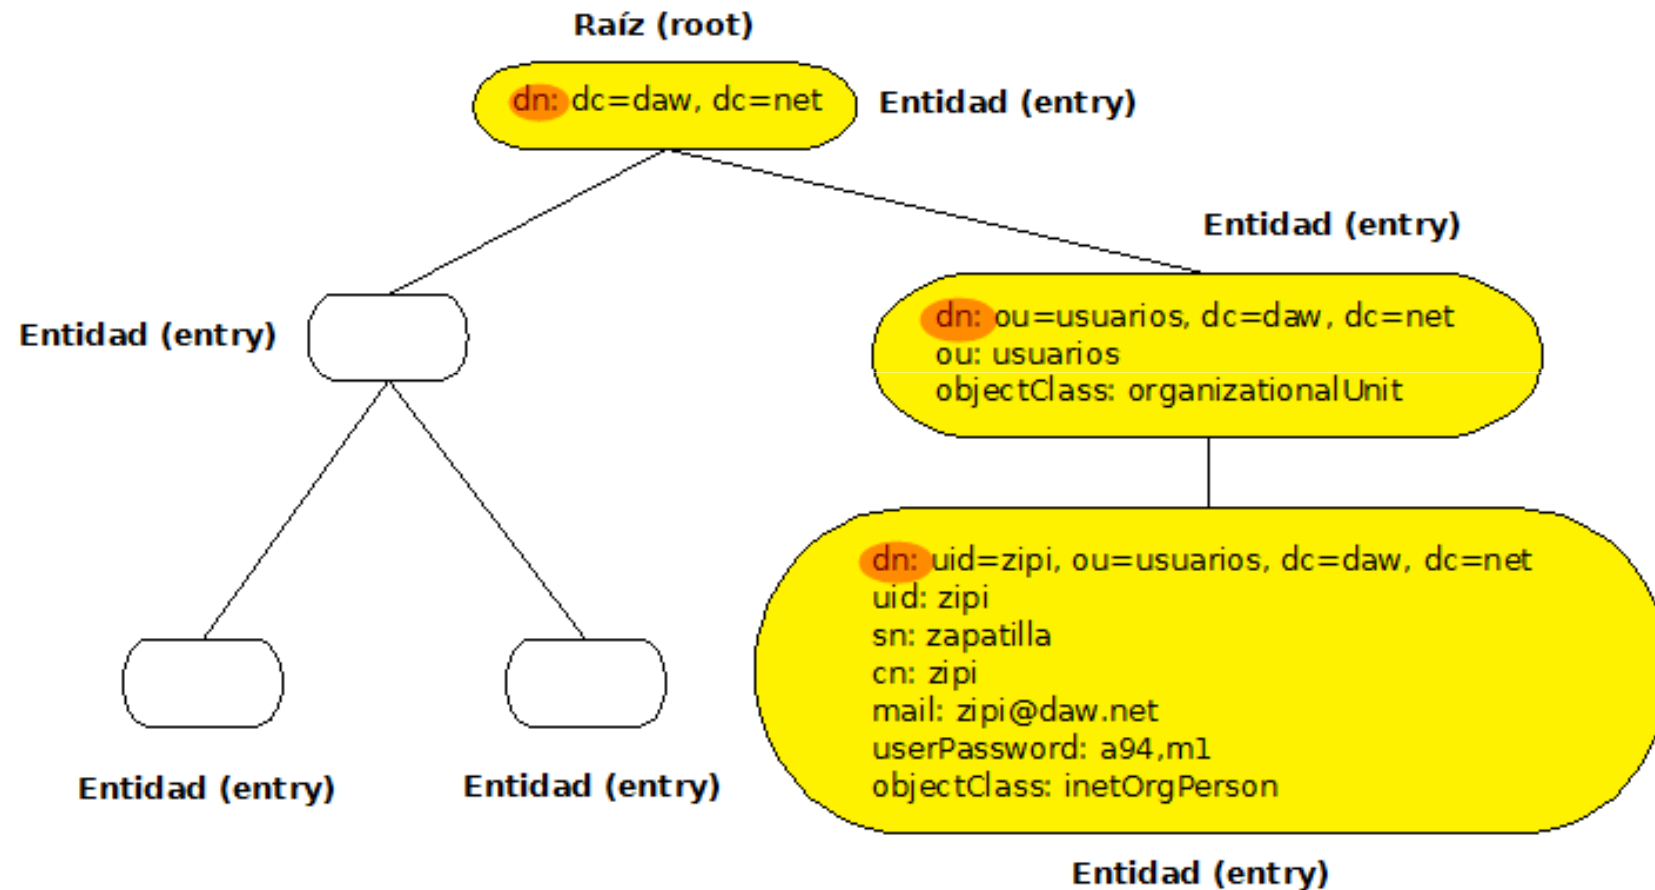 Raíz (root)
dn: dc=daw, dc=net
Entidad (entry)
Entidad (entry)
dn: ou=usuarios, dc=daw, dc=net
ou: usuarios
objectClass: organizationalUnit
Entidad (entry)
dn: uid=zipi, ou=usuarios, dc=daw, dc=net
uid: zipi
sn: zapatilla
cn: zipi
mail: zipi@daw.net
userPassword: a94,m1
objectClass: inetOrgPerson
Entidad (entry)
Entidad (entry)
Entidad (entry)